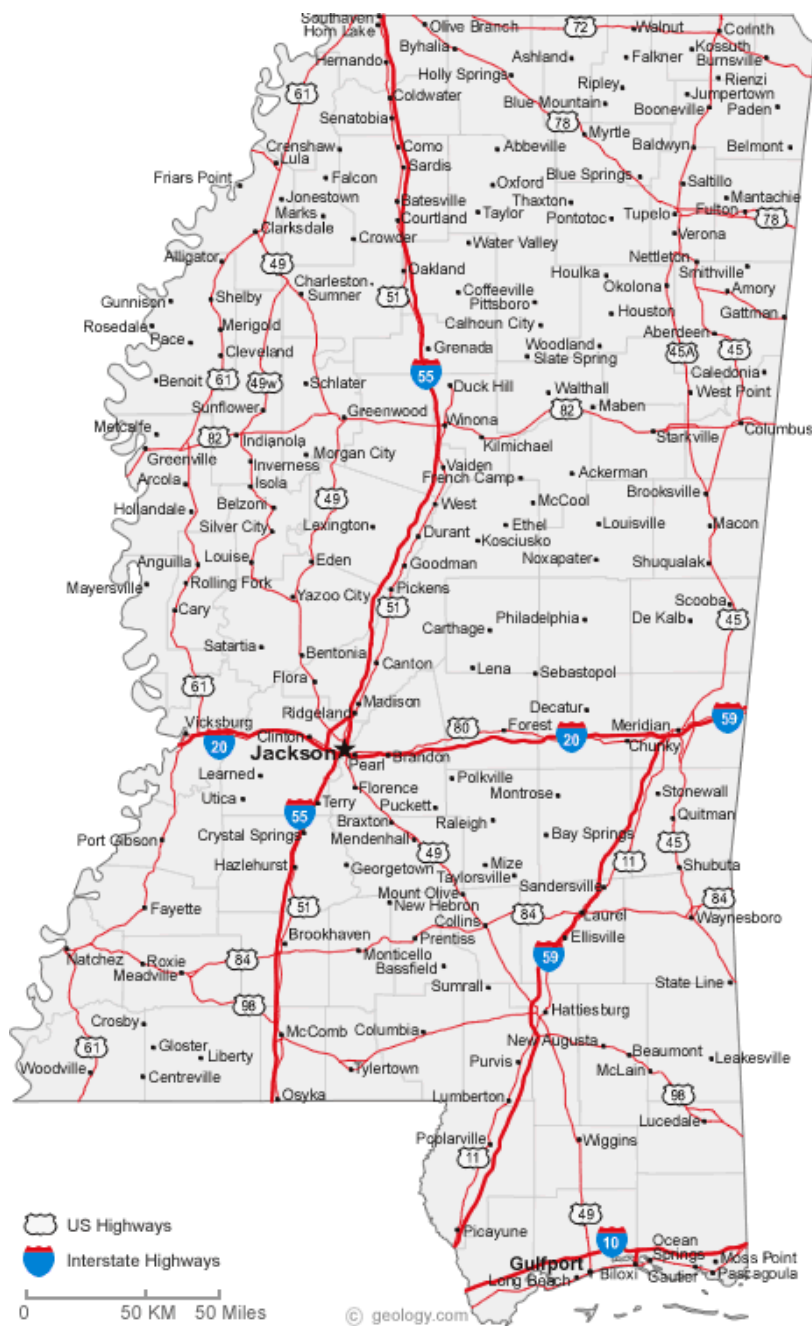 Southaven
Horn Lake
Olive Branch
72
Walnut
Corinth
Byhalia
Ashland
Falkner
Kossuth
Burnsville
Hernando
Holly Springs
Rienzi
61
Coldwater
Ripley
Jumpertown
Blue Mountain
Booneville
Paden
Senatobia
78
Myrtle
Crenshaw
Como
Abbeville
Baldwyn
Belmont
Lula
Sardis
Friars Point
Falcon
Blue Springs
Oxford
Saltillo
Jonestown
Batesville
Thaxton
Mantachie
Marks
Courtland
Taylor
Pontotoc
Tupelo
Fulton
78
Clarksdale
Crowder
Water Valley
Verona
Alligator
49
Oakland
Houlka
Nettleton
Smithville
Charleston
Sumner
51
Coffeeville
Okolona
Amory
Gunnison
Shelby
Pittsboro
Houston
Gattman
Rosedale
Merigold
Calhoun City
Aberdeen
Pace
Cleveland
Grenada
Woodland
Slate Spring
45A
45
Benoit
61
49w
Schlater
55
Duck Hill
Walthall
Caledonia
West Point
Sunflower
Greenwood
82
Maben
Metcalfe
82
Indianola
Winona
Kilmichael
Starkville
Columbus
Greenville
Inverness
Morgan City
Vaiden
Arcola
Isola
French Camp
Ackerman
Hollandale
Belzoni
49
West
McCool
Brooksville
Silver City
Lexington
Durant
Ethel
Louisville
Macon
Kosciusko
Anguilla
Louise
Eden
Goodman
Noxapater
Shuqualak
Mayersville
Rolling Fork
Yazoo City
Pickens
51
Scooba
Cary
Carthage
Philadelphia
De Kalb
45
Satartia
Bentonia
Canton
Lena
Sebastopol
61
Flora
Madison
Decatur
Ridgeland
59
Vicksburg
20
Clinton
80
Forest
20
Meridian
Jackson
Pearl
Brandon
Chunky
Learned
Florence
Polkville
Utica
55
Terry
Puckett
Montrose
Stonewall
Braxton
Raleigh
Quitman
Port Gibson
Crystal Springs
Mendenhall
Bay Springs
45
Hazlehurst
Georgetown
49
Mize
11
Shubuta
Taylorsville
Mount Olive
Sandersville
84
Fayette
51
New Hebron
Collins
84
Laurel
Waynesboro
Brookhaven
Prentiss
Ellisville
Natchez
Roxie
84
Monticello
59
Meadville
Bassfield
Sumrall
State Line
98
Crosby
McComb
Columbia
Hattiesburg
61
Gloster
Liberty
New Augusta
Beaumont
Leakesville
Woodville
Centreville
Tylertown
Purvis
McLain
Osyka
Lumberton
98
Lucedale
Poplarville
11
Wiggins
US Highways
49
Picayune
Interstate Highways
10
Ocean
Springs
Gulfport
Moss Point
Long Beach
Biloxi
Gautier
Pascagoula
0 50 KM 50 Miles
© geology.com